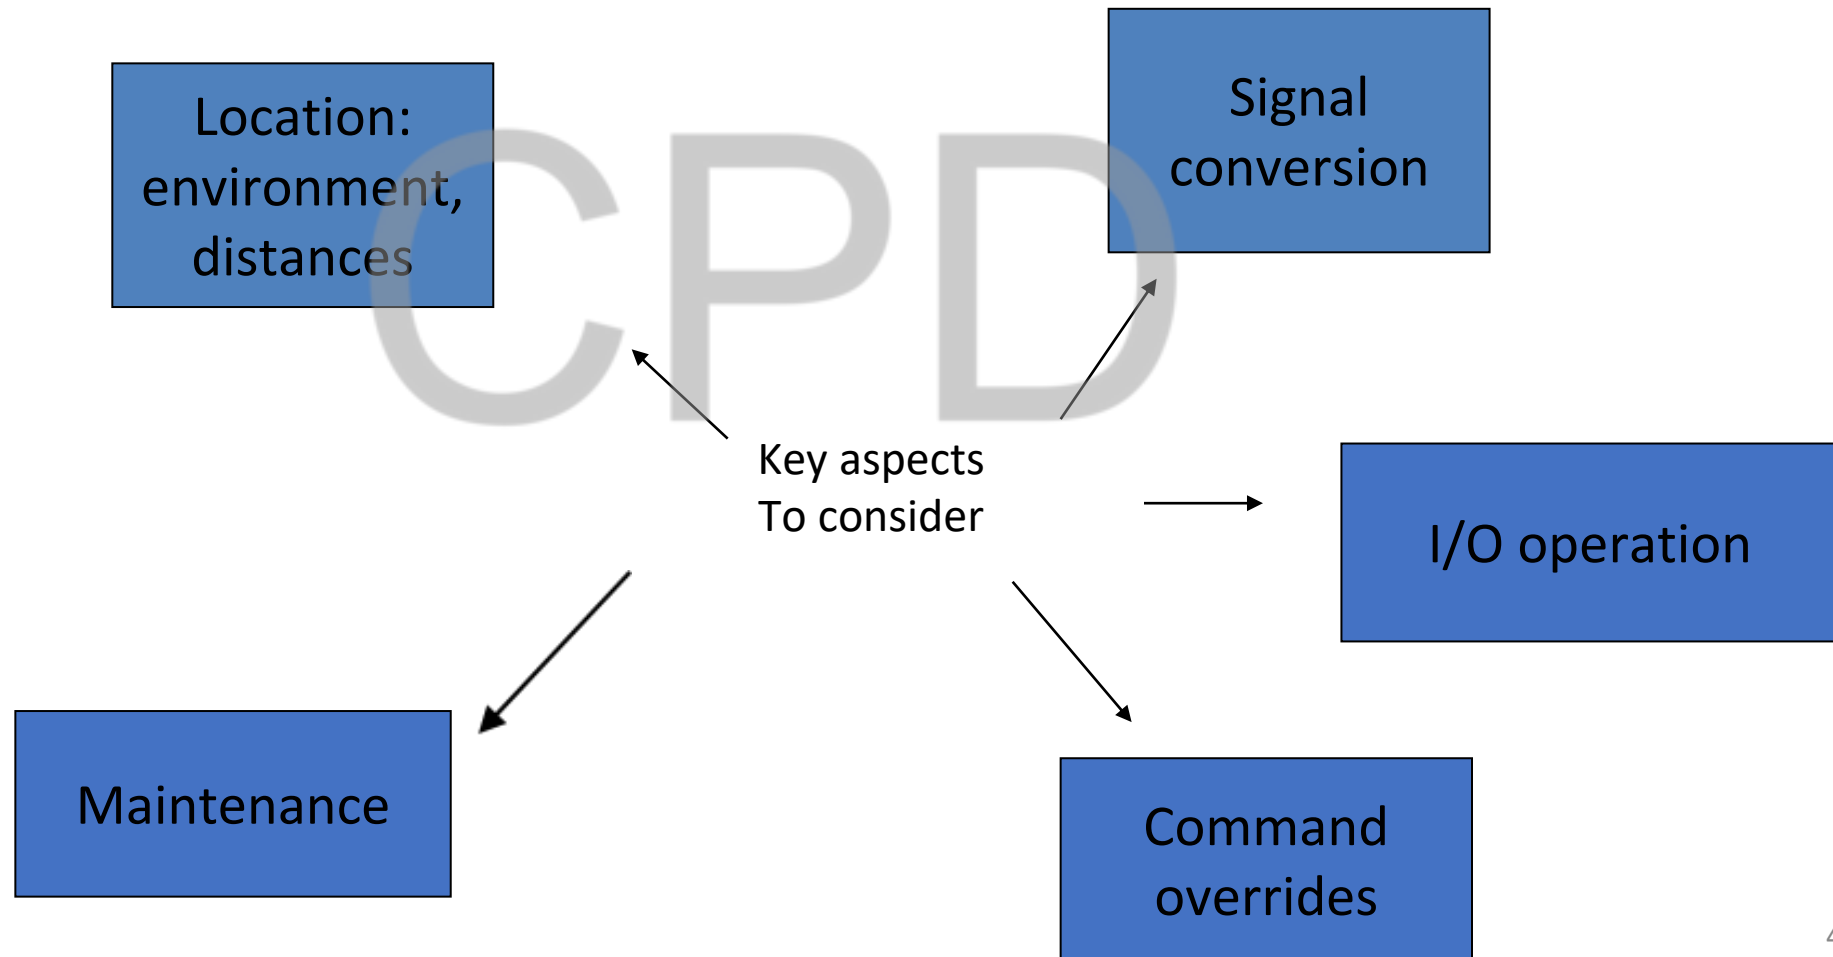 Location:
environment,
distances
Signal
conversion
CPD
Key aspects
To consider
I/O operation
Maintenance
Command
overrides